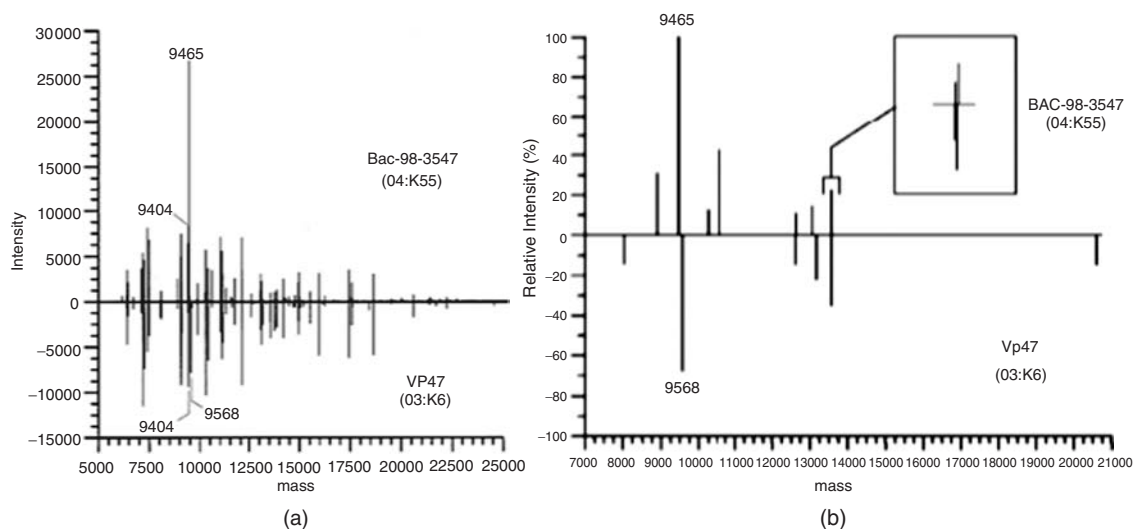 9465
30000
25000
20000
15000
10000
5000
0
−5000
−10000
−15000
Intensity
9404
Bac-98-3547
(04:K55)
VP47
(03:K6)
9568
9404
5000 7500 10000 12500 15000 17500 20000 22500 25000
mass
(a)
9465
100
80
60
40
20
0
−20
−40
−60
−80
−100
Relative Intensity (%)
BAC-98-3547
(04:K55)
Vp47
(03:K6)
9568
7000 8000 9000 10000 11000 12000 13000 14000 15000 16000 17000 18000 19000 20000 21000
mass
(b)